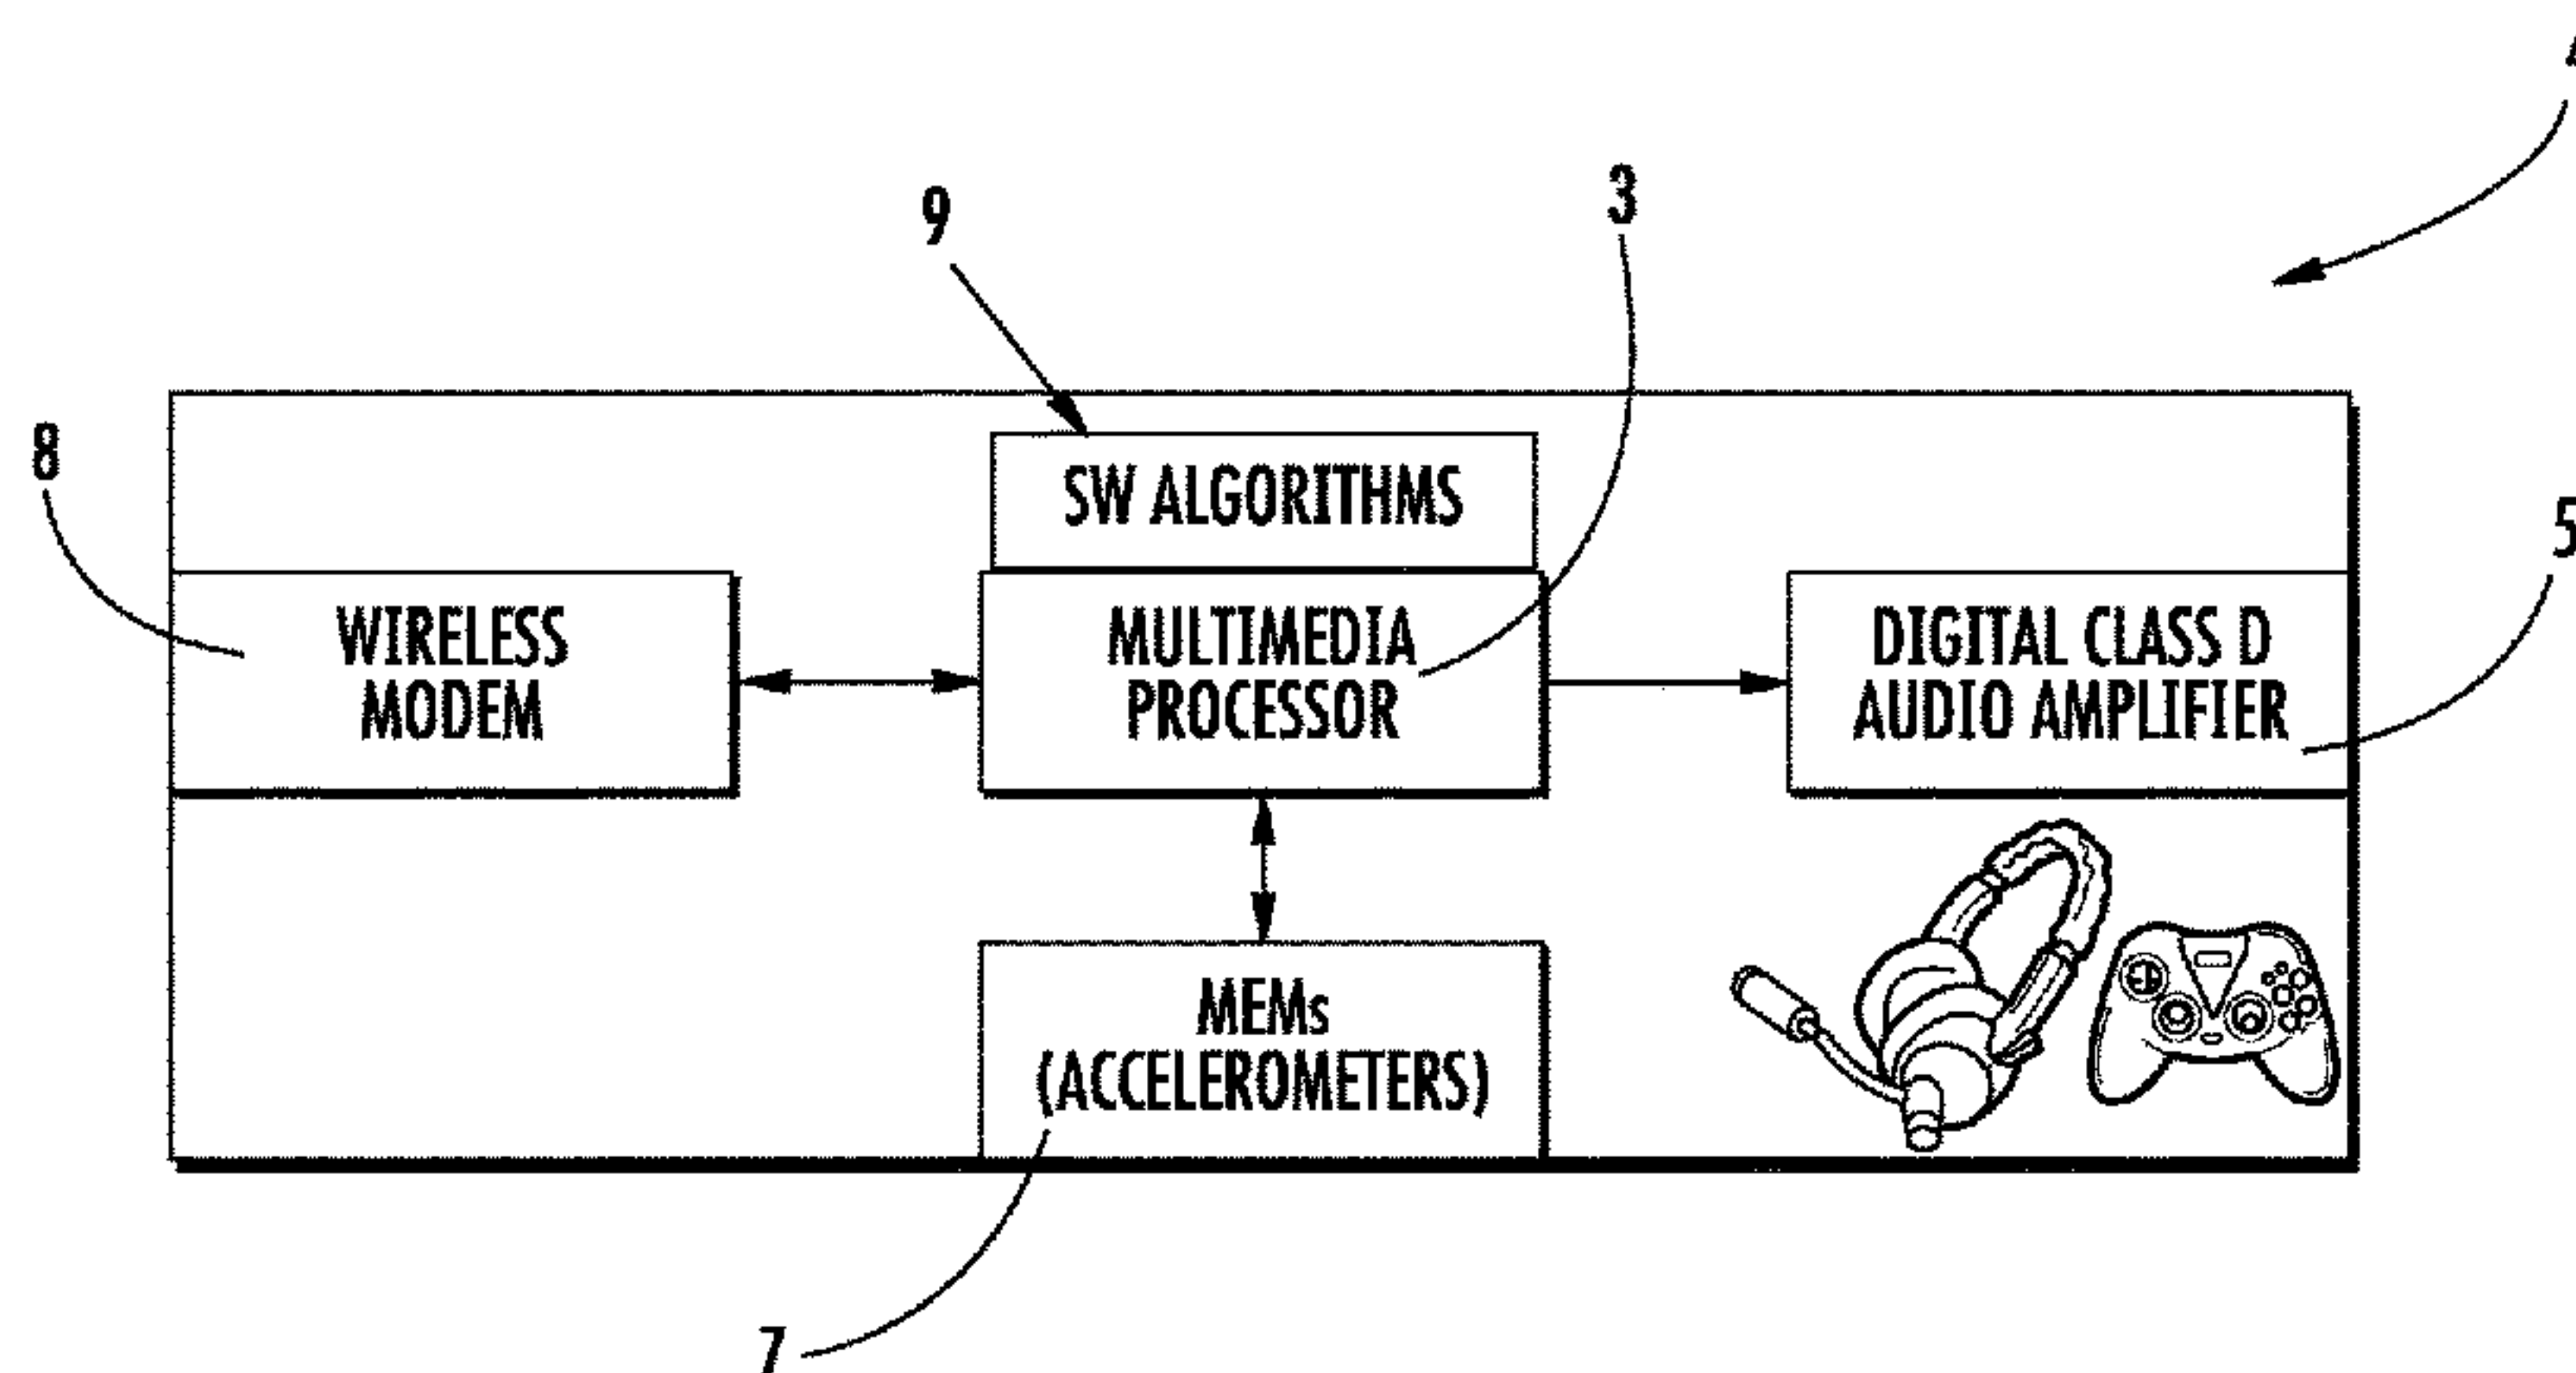 9
3
8
SW ALGORITHMS
5
WIRELESS
MODEM
MULTIMEDIA
PROCESSOR
DIGITAL CLASS D
AUDIO AMPLIFIER
MEMs
(ACCELEROMETERS)
7